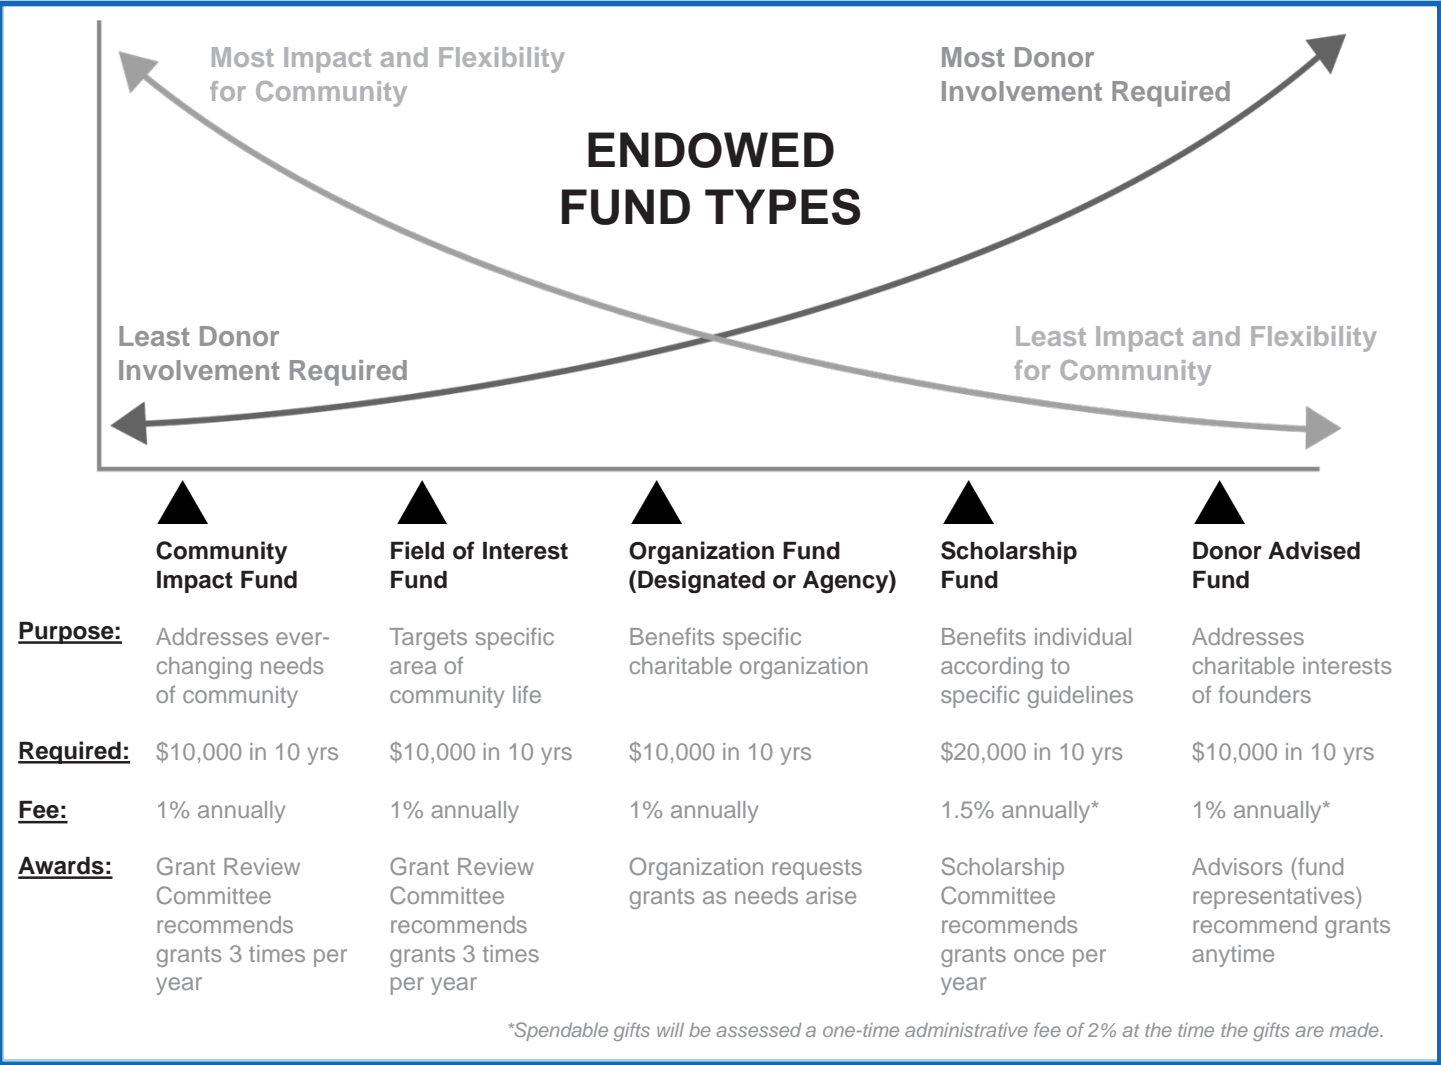 Most Impact and Flexibility
for Community
Most Donor
Involvement Required
ENDOWED
FUND TYPES
Least Donor
Involvement Required
Least Impact and Flexibility
for Community
Community
Impact Fund
Field of Interest
Fund
Organization Fund
(Designated or Agency)
Scholarship
Fund
Donor Advised
Fund
Purpose:
Addresses ever-
changing needs
of community
Targets specific
area of
community life
Benefits specific
charitable organization
Benefits individual
according to
specific guidelines
Addresses
charitable interests
of founders
Required:
$10,000 in 10 yrs
$10,000 in 10 yrs
$10,000 in 10 yrs
$20,000 in 10 yrs
$10,000 in 10 yrs
Fee:
1% annually
1% annually
1% annually
1.5% annually*
1% annually*
Awards:
Grant Review
Committee
recommends
grants 3 times per
year
Grant Review
Committee
recommends
grants 3 times
per year
Organization requests
grants as needs arise
Scholarship
Committee
recommends
grants once per
year
Advisors (fund
representatives)
recommend grants
anytime
*Spendable gifts will be assessed a one-time administrative fee of 2% at the time the gifts are made.